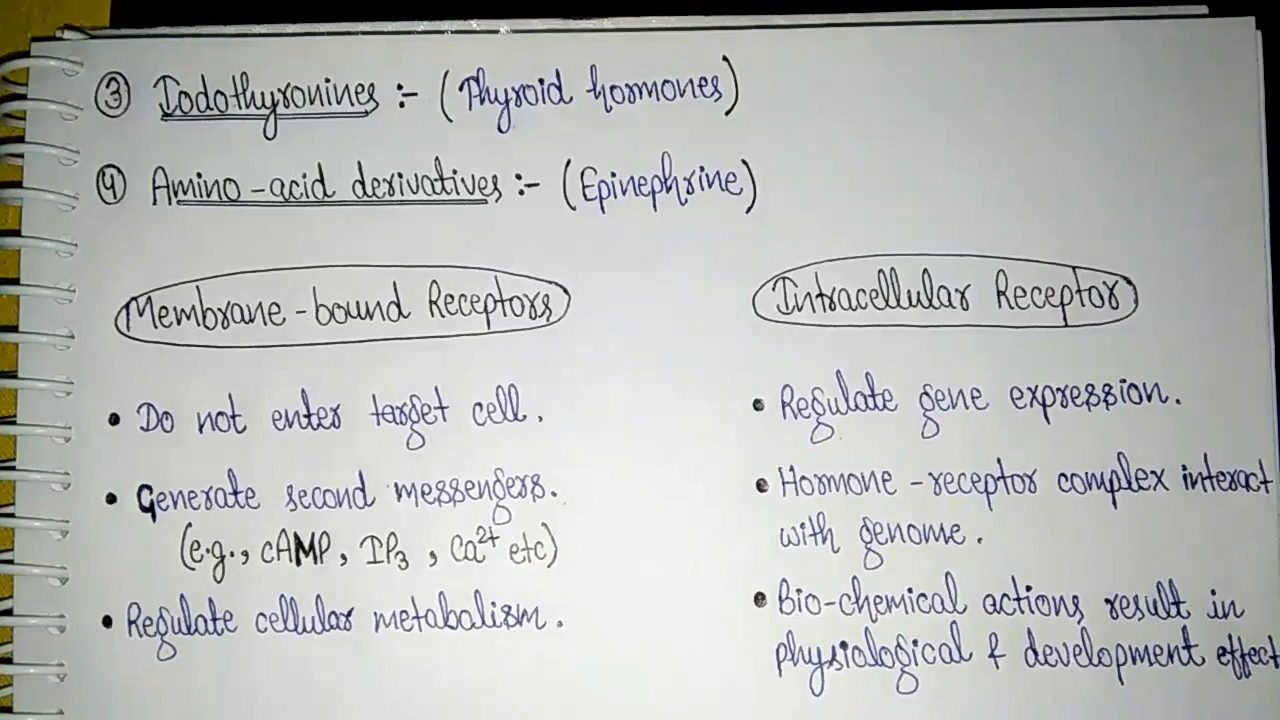 ③ Iodothyronines :- (Thyroid hormones)
④ Amino-acid derivatives :- (Epinephrine)
Membrane-bound Receptors
• Do not enter target cell.
• Generate second messengers.
(e.g., cAMP, IP₃, Ca²⁺ etc)
• Regulate cellular metabalism.
Intracellular Receptor
• Regulate gene expression.
• Hormone-receptor complex interact
with genome.
• Bio-chemical actions result in
physiological & development effect